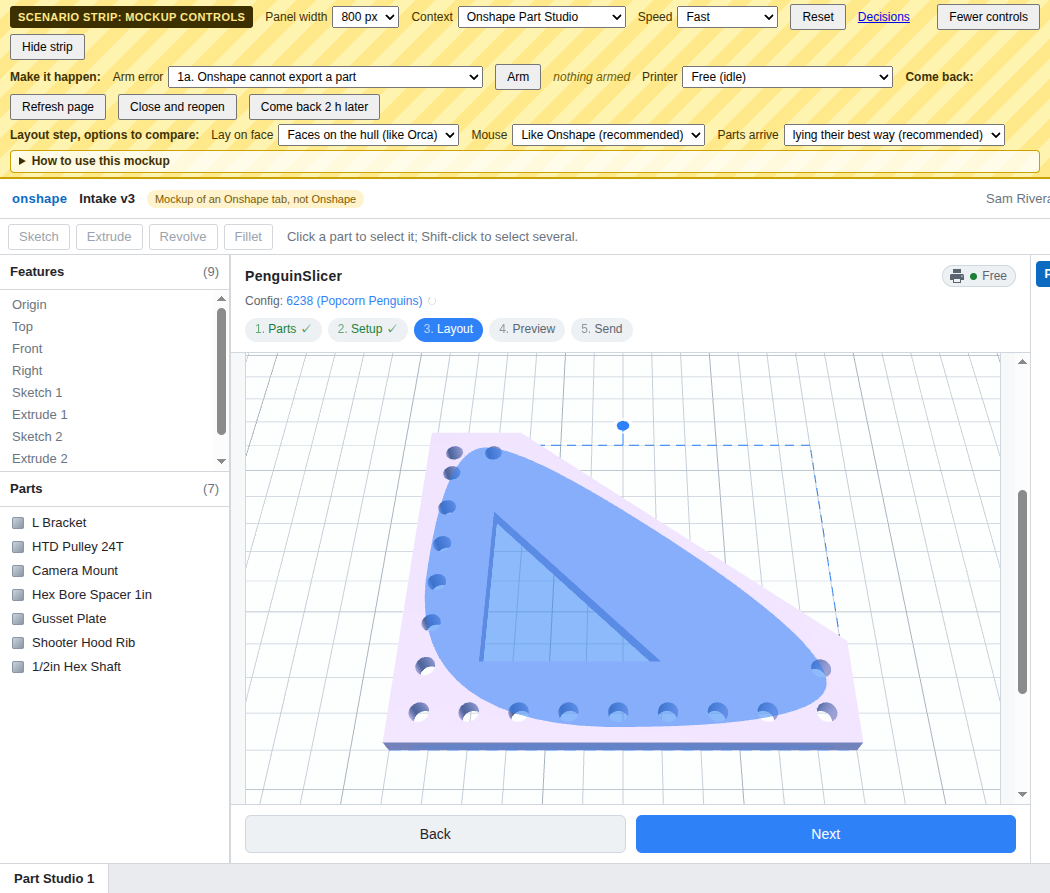 SCENARIO STRIP: MOCKUP CONTROLS Panel width 800 px Context Onshape Part Studio Speed Fast Reset Decisions Fewer controls
Hide strip
Make it happen: Arm error 1a. Onshape cannot export a part Arm nothing armed Printer Free (idle) Come back:
Refresh page Close and reopen Come back 2 h later
Layout step, options to compare: Lay on face Faces on the hull (like Orca) Mouse Like Onshape (recommended) Parts arrive lying their best way (recommended)
How to use this mockup
onshape Intake v3 Mockup of an Onshape tab, not Onshape Sam Rivera
Sketch Extrude Revolve Fillet Click a part to select it; Shift-click to select several.
Features (9)
Origin
Top
Front
Right
Sketch 1
Extrude 1
Sketch 2
Extrude 2
Parts (7)
L Bracket
HTD Pulley 24T
Camera Mount
Hex Bore Spacer 1in
Gusset Plate
Shooter Hood Rib
1/2in Hex Shaft
PenguinSlicer Free
Config: 6238 (Popcorn Penguins)
1. Parts ✓ 2. Setup ✓ 3. Layout 4. Preview 5. Send
Back Next
Part Studio 1